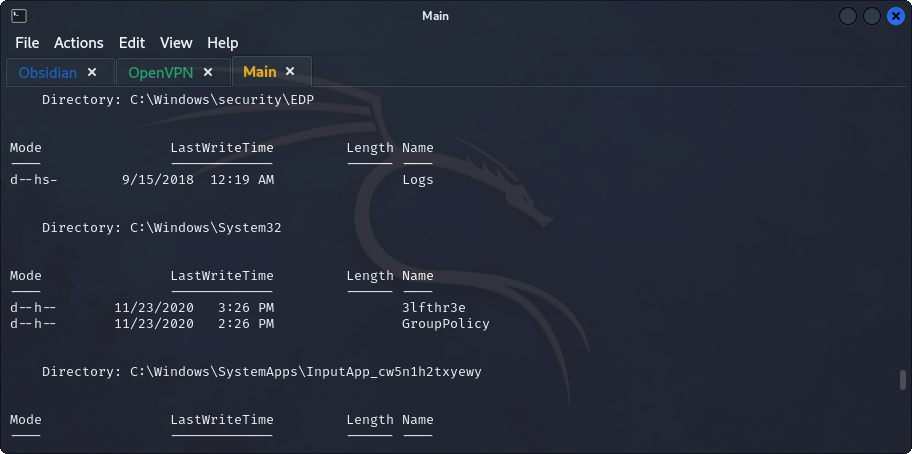 Main
File Actions Edit View Help
Obsidian × OpenVPN × Main ×
Directory: C:\Windows\security\EDP
Mode LastWriteTime Length Name
---- ------------- ------ ----
d--hs- 9/15/2018 12:19 AM Logs
Directory: C:\Windows\System32
Mode LastWriteTime Length Name
---- ------------- ------ ----
d--h-- 11/23/2020 3:26 PM 3lfthr3e
d--h-- 11/23/2020 2:26 PM GroupPolicy
Directory: C:\Windows\SystemApps\InputApp_cw5n1h2txyewy
Mode LastWriteTime Length Name
---- ------------- ------ ----